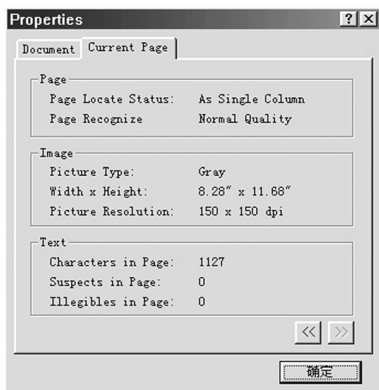 Properties
Document Current Page
Page
Page Locate Status: As Single Column
Page Recognize Normal Quality
Image
Picture Type: Gray
Width x Height: 8.28" x 11.68"
Picture Resolution: 150 x 150 dpi
Text
Characters in Page: 1127
Suspects in Page: 0
Illegibles in Page: 0
<< >>
确定